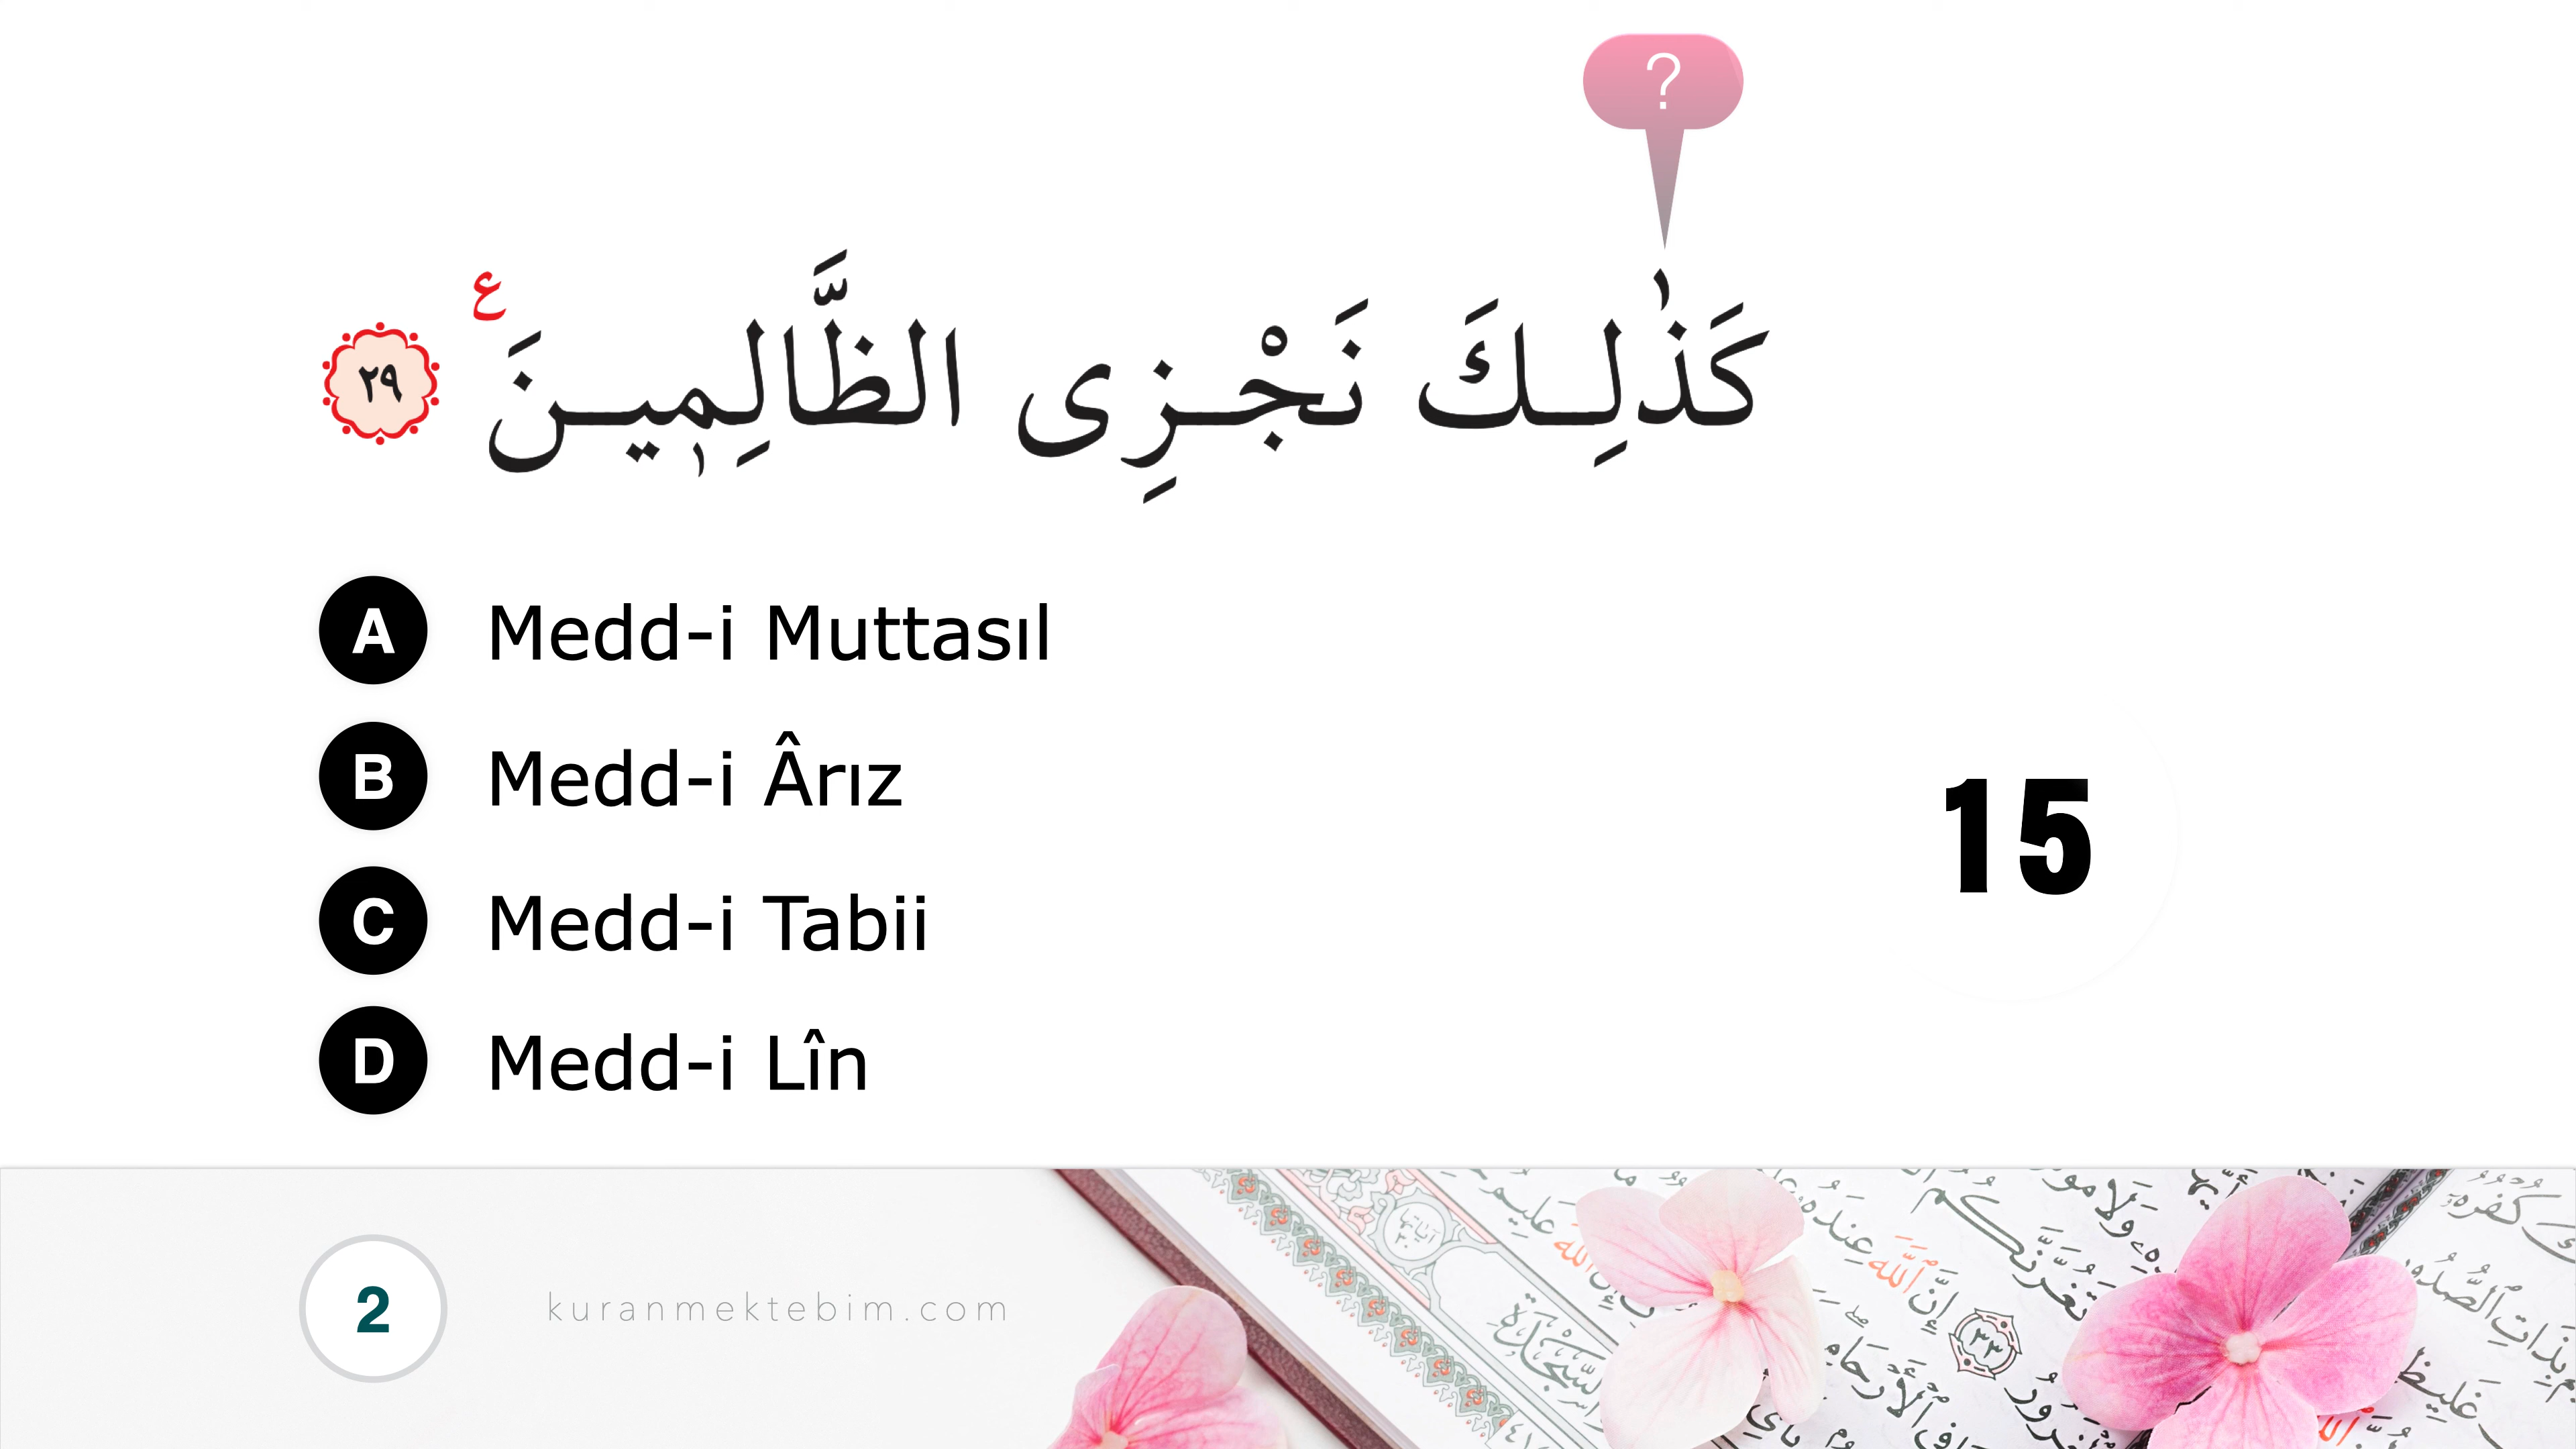 ?
كَذٰلِكَ نَجْزِى الظَّالِمٖينَ ع ٢٩
A Medd-i Muttasıl
B Medd-i Ârız
C Medd-i Tabii
D Medd-i Lîn
15
2 kuranmektebim.com